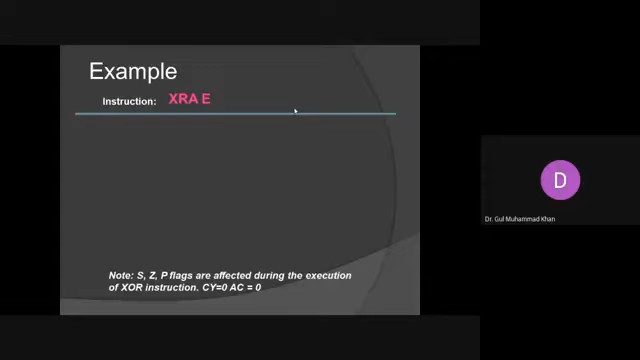 Example
Instruction: XRA E
Note: S, Z, P flags are affected during the execution
of XOR instruction. CY=0 AC = 0
D
Dr. Gul Muhammad Khan